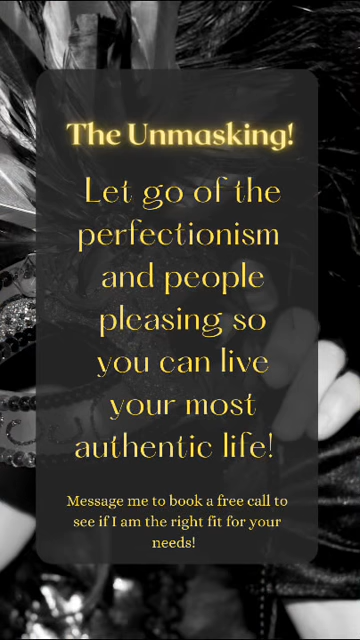 The Unmasking!
Let go of the
perfectionism
and people
pleasing so
you can live
your most
authentic life!
Message me to book a free call to
see if I am the right fit for your
needs!